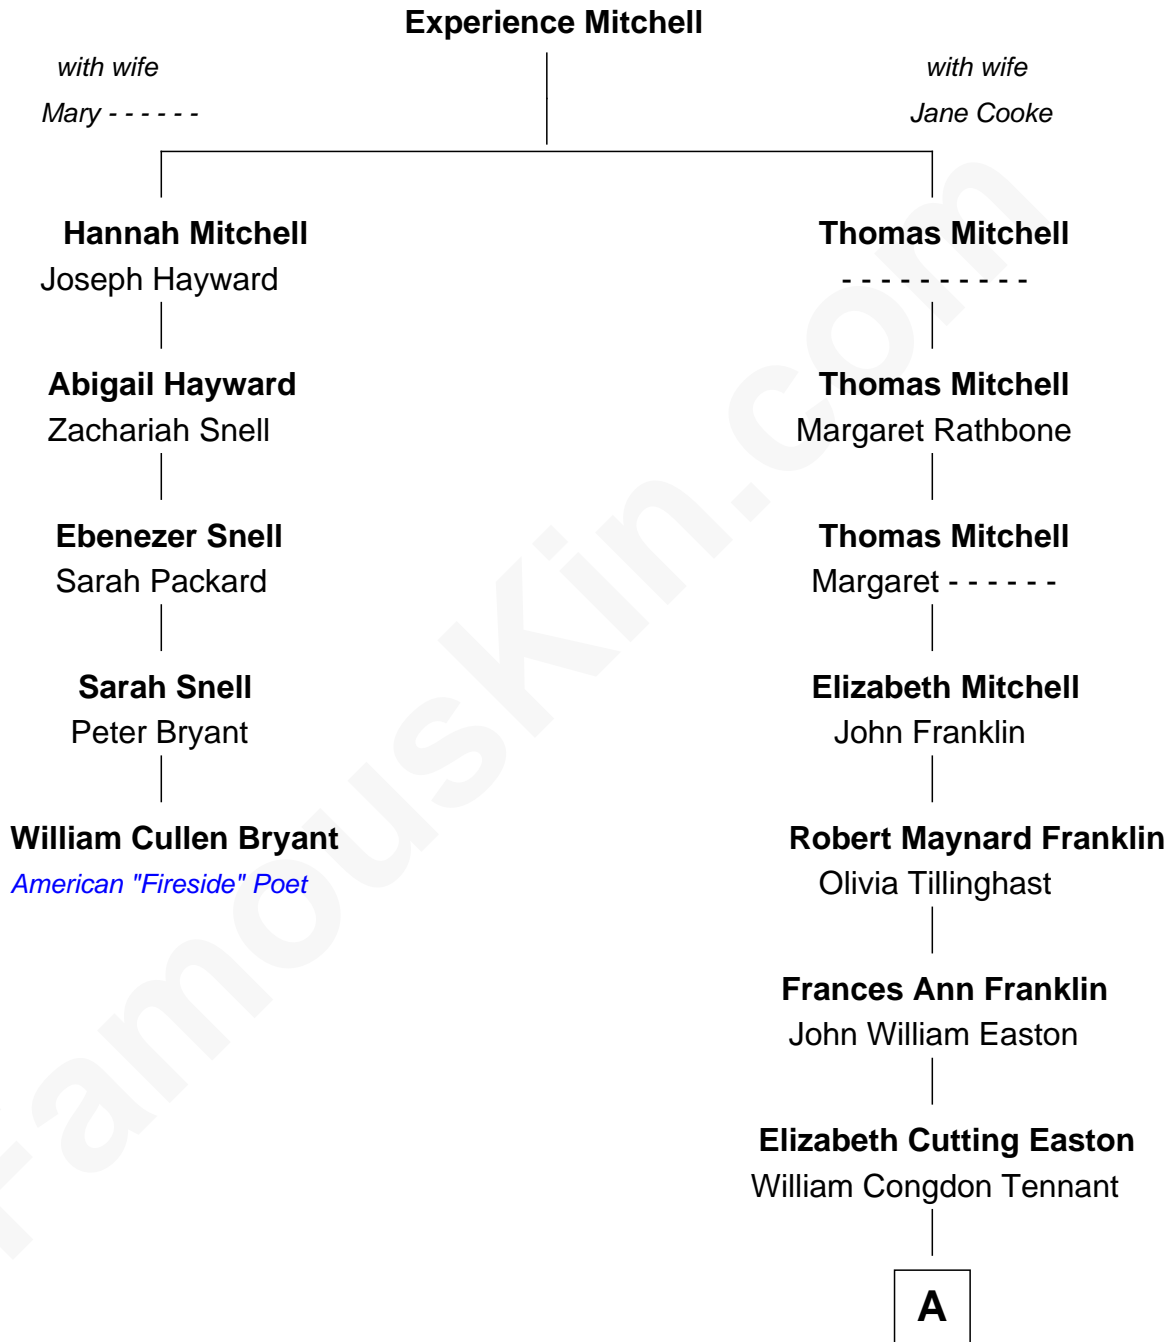 Experience Mitchell
with wife
Mary - - - - - -
with wife
Jane Cooke
Hannah Mitchell
Joseph Hayward
Thomas Mitchell
- - - - - - - - - -
Abigail Hayward
Zachariah Snell
Thomas Mitchell
Margaret Rathbone
Ebenezer Snell
Sarah Packard
Thomas Mitchell
Margaret - - - - - -
Sarah Snell
Peter Bryant
Elizabeth Mitchell
John Franklin
William Cullen Bryant
American "Fireside" Poet
Robert Maynard Franklin
Olivia Tillinghast
Frances Ann Franklin
John William Easton
Elizabeth Cutting Easton
William Congdon Tennant
A
FamousKin.com